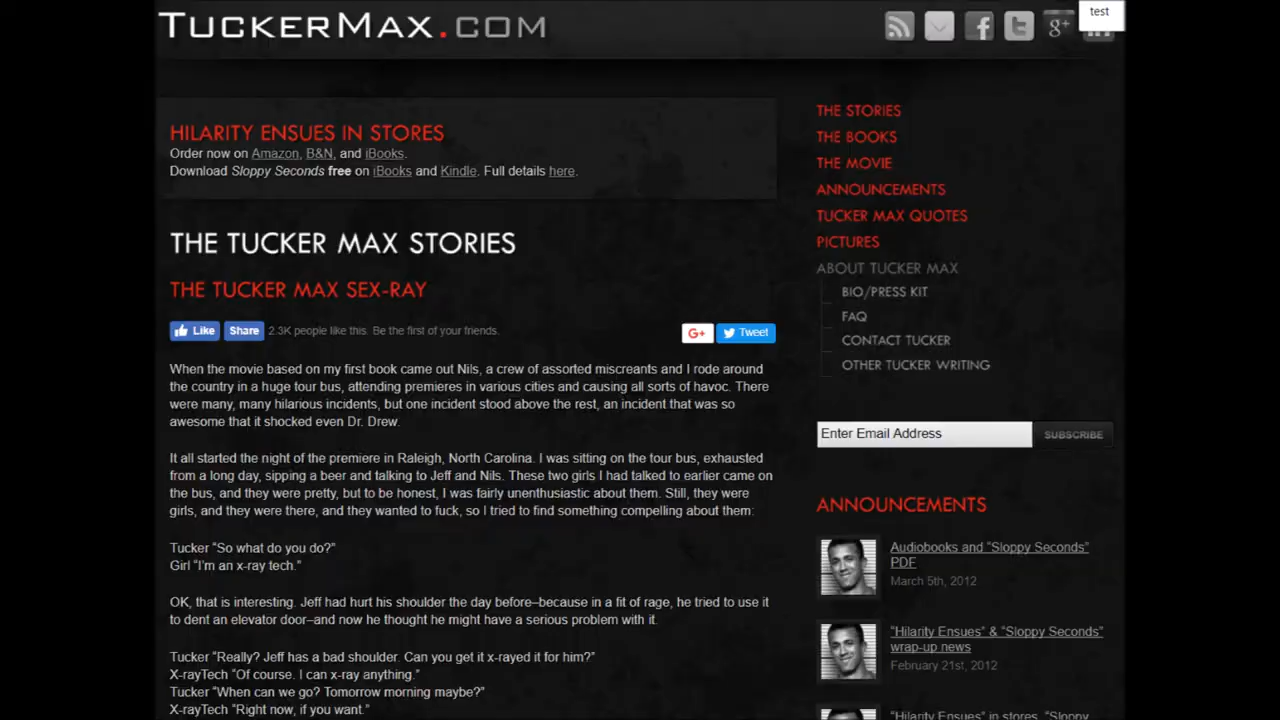 TUCKERMAX.COM
test
HILARITY ENSUES IN STORES
Order now on Amazon, B&N, and iBooks.
Download Sloppy Seconds free on iBooks and Kindle. Full details here.
THE TUCKER MAX STORIES
THE TUCKER MAX SEX-RAY
Like Share 2.3K people like this. Be the first of your friends.
G+ Tweet
When the movie based on my first book came out Nils, a crew of assorted miscreants and I rode around
the country in a huge tour bus, attending premieres in various cities and causing all sorts of havoc. There
were many, many hilarious incidents, but one incident stood above the rest, an incident that was so
awesome that it shocked even Dr. Drew.
It all started the night of the premiere in Raleigh, North Carolina. I was sitting on the tour bus, exhausted
from a long day, sipping a beer and talking to Jeff and Nils. These two girls I had talked to earlier came on
the bus, and they were pretty, but to be honest, I was fairly unenthusiastic about them. Still, they were
girls, and they were there, and they wanted to fuck, so I tried to find something compelling about them:
Tucker “So what do you do?”
Girl “I’m an x-ray tech.”
OK, that is interesting. Jeff had hurt his shoulder the day before–because in a fit of rage, he tried to use it
to dent an elevator door–and now he thought he might have a serious problem with it.
Tucker “Really? Jeff has a bad shoulder. Can you get it x-rayed it for him?”
X-rayTech “Of course. I can x-ray anything.”
Tucker “When can we go? Tomorrow morning maybe?”
X-rayTech “Right now, if you want.”
THE STORIES
THE BOOKS
THE MOVIE
ANNOUNCEMENTS
TUCKER MAX QUOTES
PICTURES
ABOUT TUCKER MAX
BIO/PRESS KIT
FAQ
CONTACT TUCKER
OTHER TUCKER WRITING
Enter Email Address SUBSCRIBE
ANNOUNCEMENTS
Audiobooks and “Sloppy Seconds”
PDF
March 5th, 2012
“Hilarity Ensues” & “Sloppy Seconds”
wrap-up news
February 21st, 2012
“Hilarity Ensues” in stores, “Sloppy